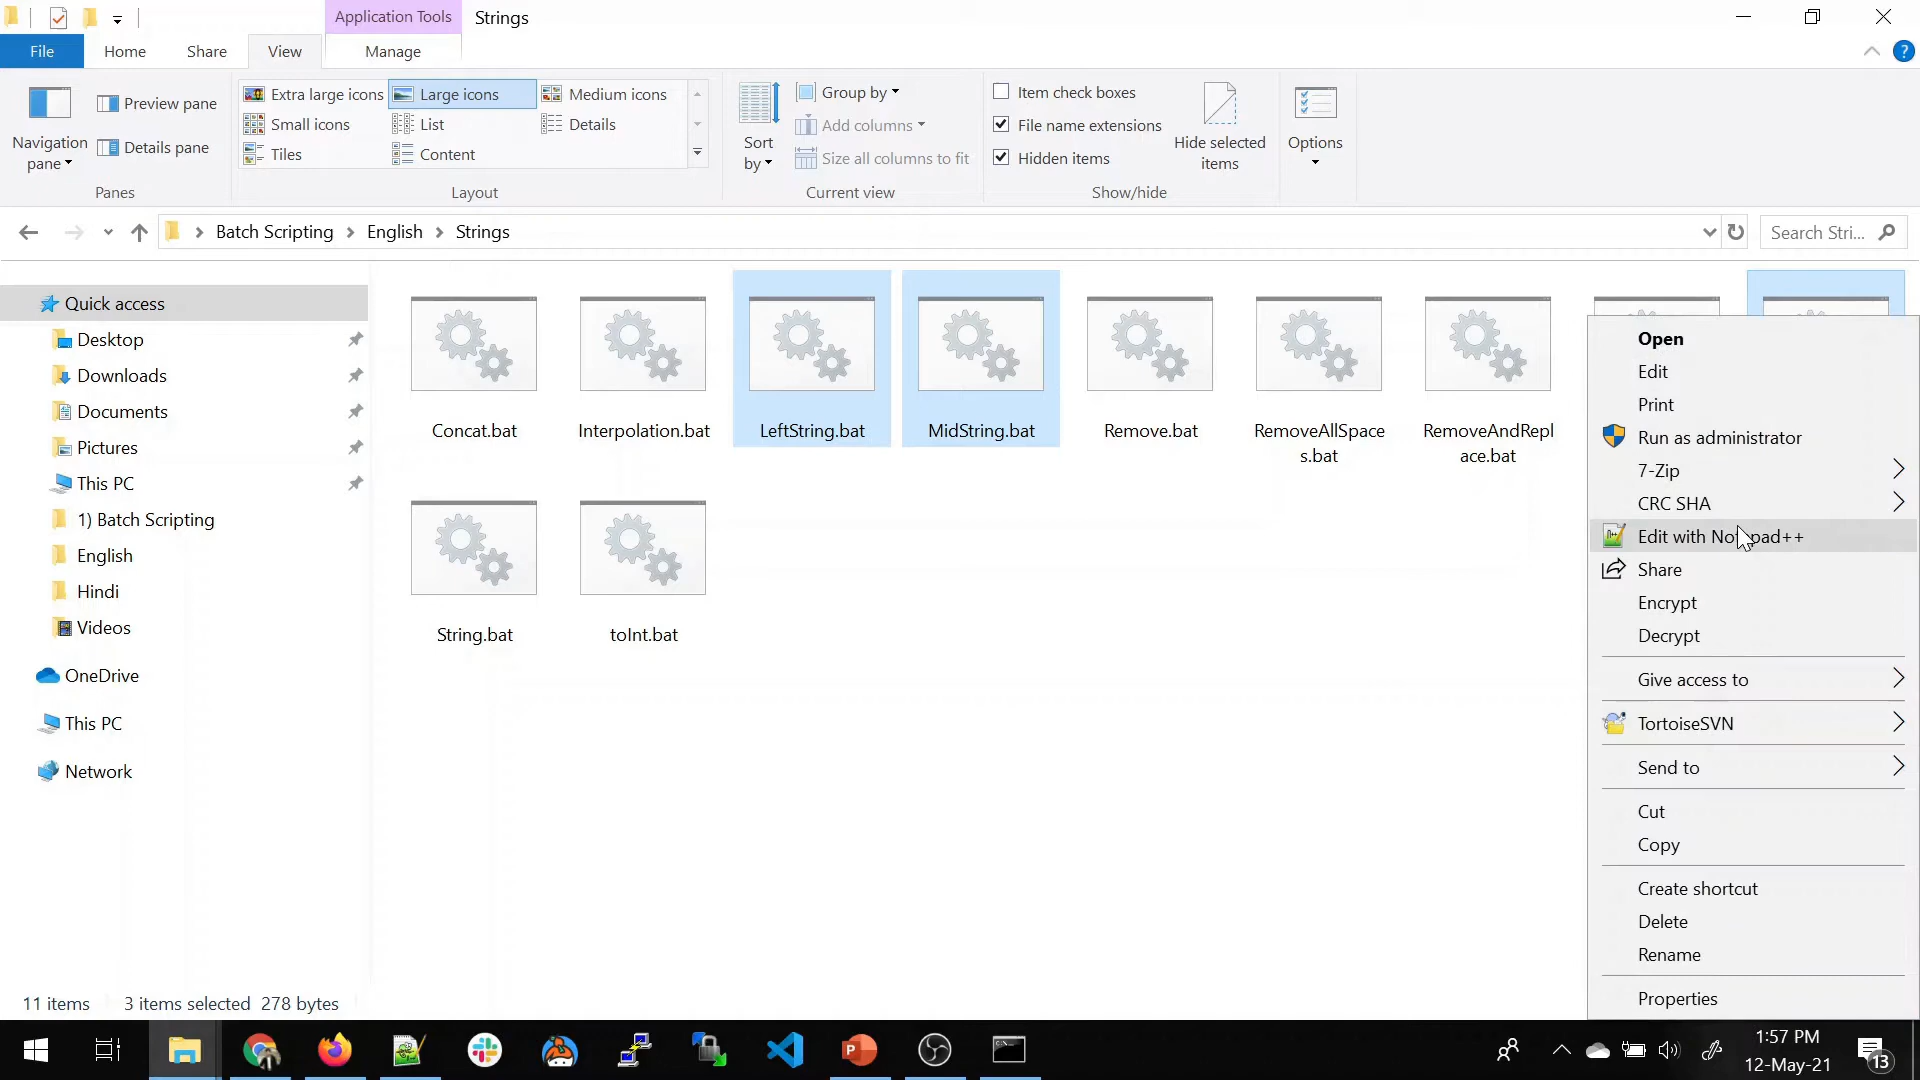 Application Tools Strings
File Home Share View Manage
Navigation pane
Preview pane
Details pane
Panes
Extra large icons Large icons Medium icons
Small icons List Details
Tiles Content
Layout
Sort by
Group by
Add columns
Size all columns to fit
Current view
Item check boxes
File name extensions
Hidden items
Hide selected items
Show/hide
Options
Batch Scripting English Strings
Search Stri...
Quick access
Desktop
Downloads
Documents
Pictures
This PC
1) Batch Scripting
English
Hindi
Videos
OneDrive
This PC
Network
Concat.bat
Interpolation.bat
LeftString.bat
MidString.bat
Remove.bat
RemoveAllSpace
s.bat
RemoveAndRepl
ace.bat
String.bat
toInt.bat
Open
Edit
Print
Run as administrator
7-Zip
CRC SHA
Edit with Notepad++
Share
Encrypt
Decrypt
Give access to
TortoiseSVN
Send to
Cut
Copy
Create shortcut
Delete
Rename
Properties
11 items 3 items selected 278 bytes
1:57 PM
12-May-21
13